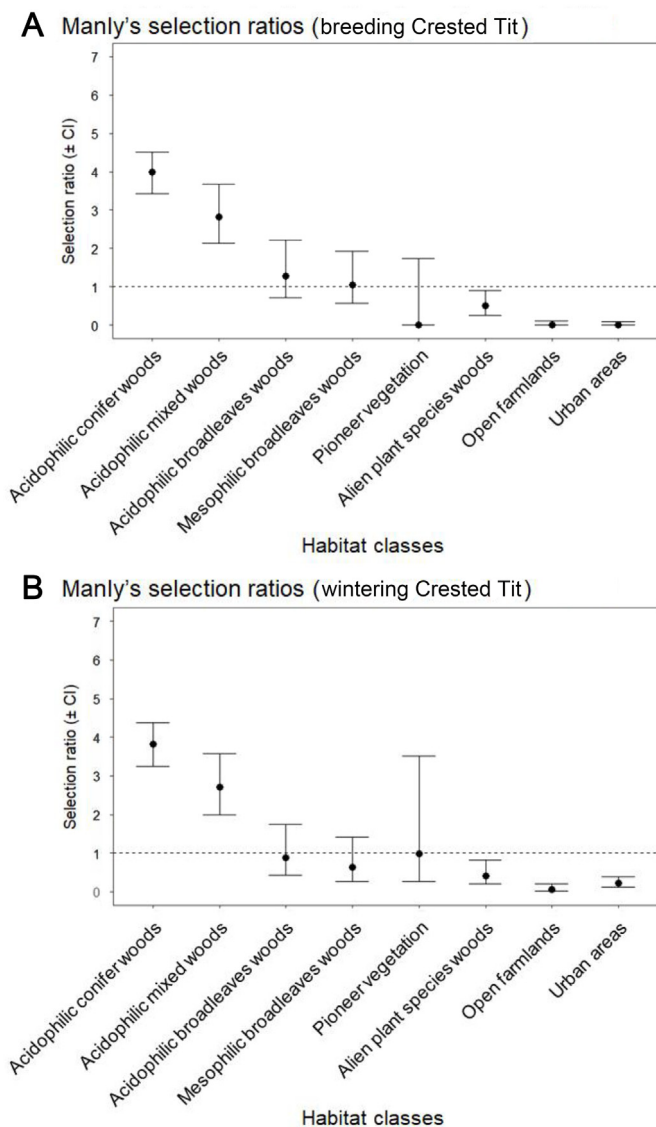 A Manly's selection ratios (breeding Crested Tit)
7
6
5
4
3
2
1
0
Selection ratio (± CI)
Acidophilic conifer woods
Acidophilic mixed woods
Acidophilic broadleaves woods
Mesophilic broadleaves woods
Pioneer vegetation
Alien plant species woods
Open farmlands
Urban areas
Habitat classes
B Manly's selection ratios (wintering Crested Tit)
7
6
5
4
3
2
1
0
Selection ratio (± CI)
Acidophilic conifer woods
Acidophilic mixed woods
Acidophilic broadleaves woods
Mesophilic broadleaves woods
Pioneer vegetation
Alien plant species woods
Open farmlands
Urban areas
Habitat classes